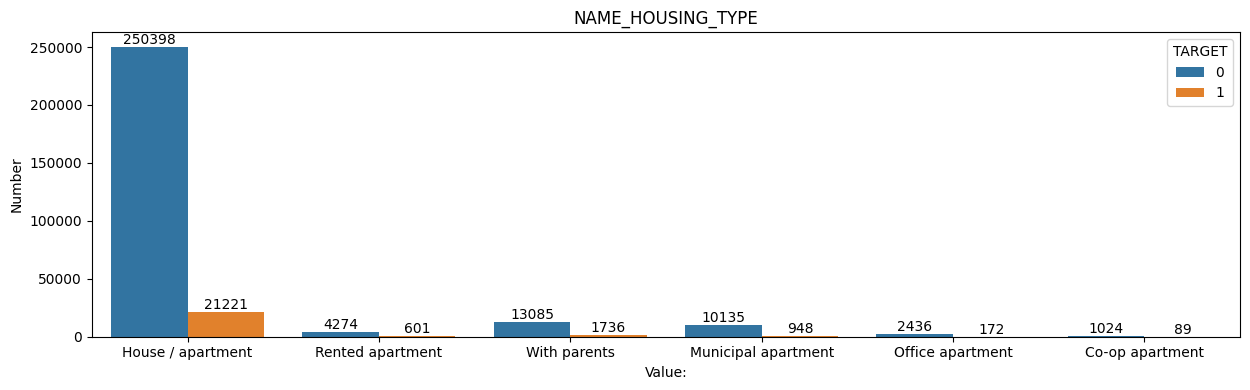 NAME_HOUSING_TYPE
250398
21221
4274
601
13085
1736
10135
948
2436
172
1024
89
TARGET
0
1
Number
250000
200000
150000
100000
50000
0
House / apartment
Rented apartment
With parents
Municipal apartment
Office apartment
Co-op apartment
Value: